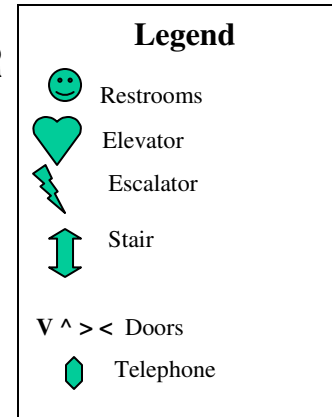 Legend
Restrooms
Elevator
Escalator
Stair
V ^ > < Doors
Telephone